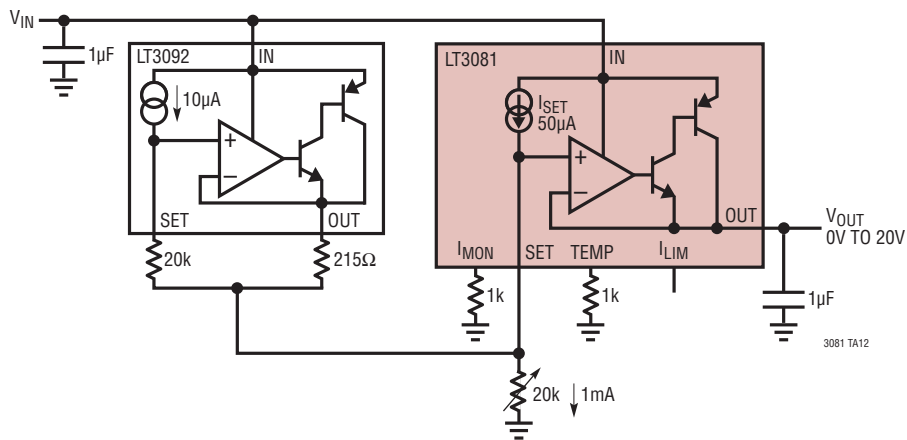 VIN
1µF
LT3092
IN
10µA
+
–
SET
OUT
20k
215Ω
LT3081
IN
ISET
50µA
+
–
OUT
IMON
SET
TEMP
ILIM
1k
1k
VOUT
0V TO 20V
1µF
3081 TA12
20k
1mA